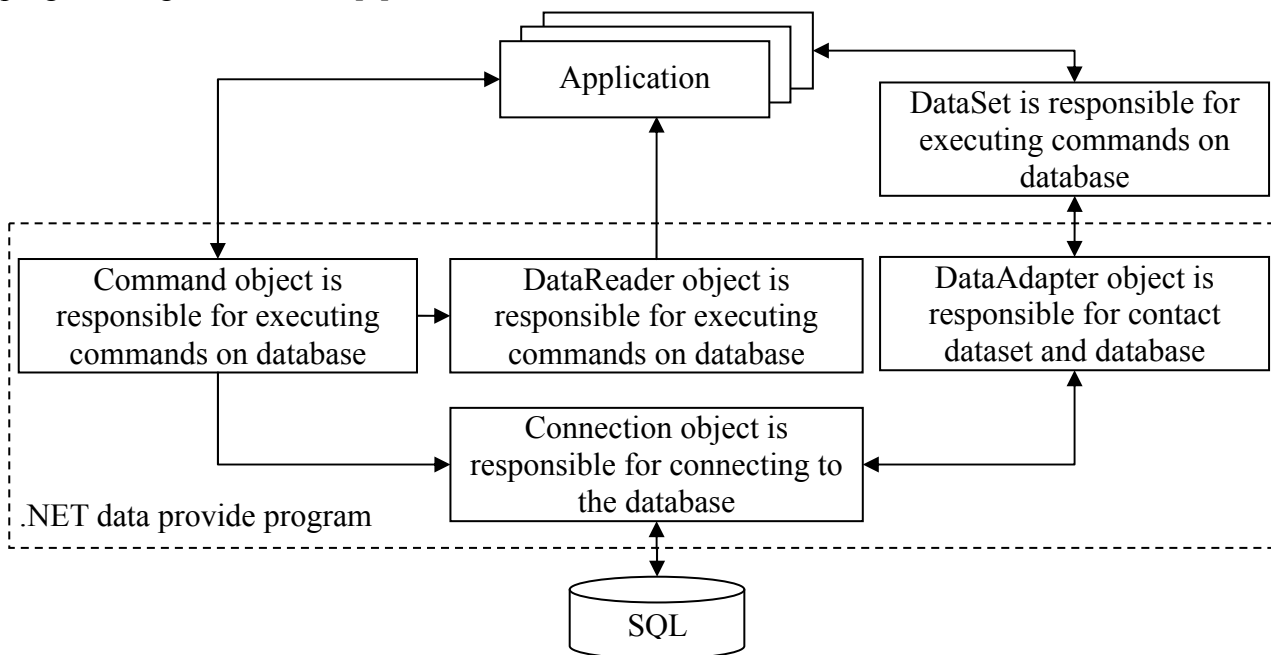 Application
DataSet is responsible for
executing commands on
database
Command object is
responsible for executing
commands on database
DataReader object is
responsible for executing
commands on database
DataAdapter object is
responsible for contact
dataset and database
Connection object is
responsible for connecting to
the database
.NET data provide program
SQL